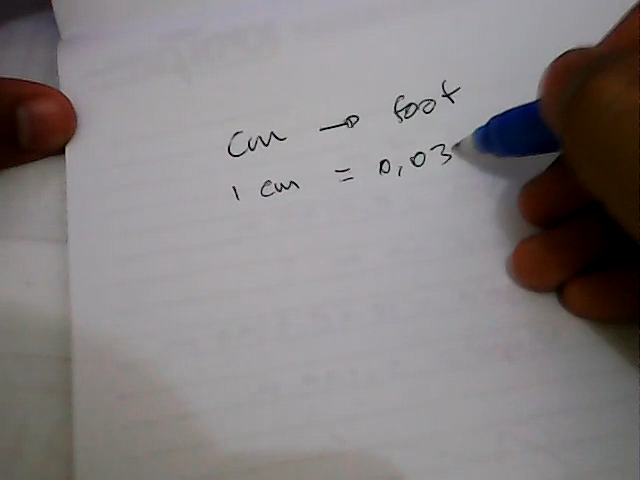 cm → foot
1 cm = 0,03